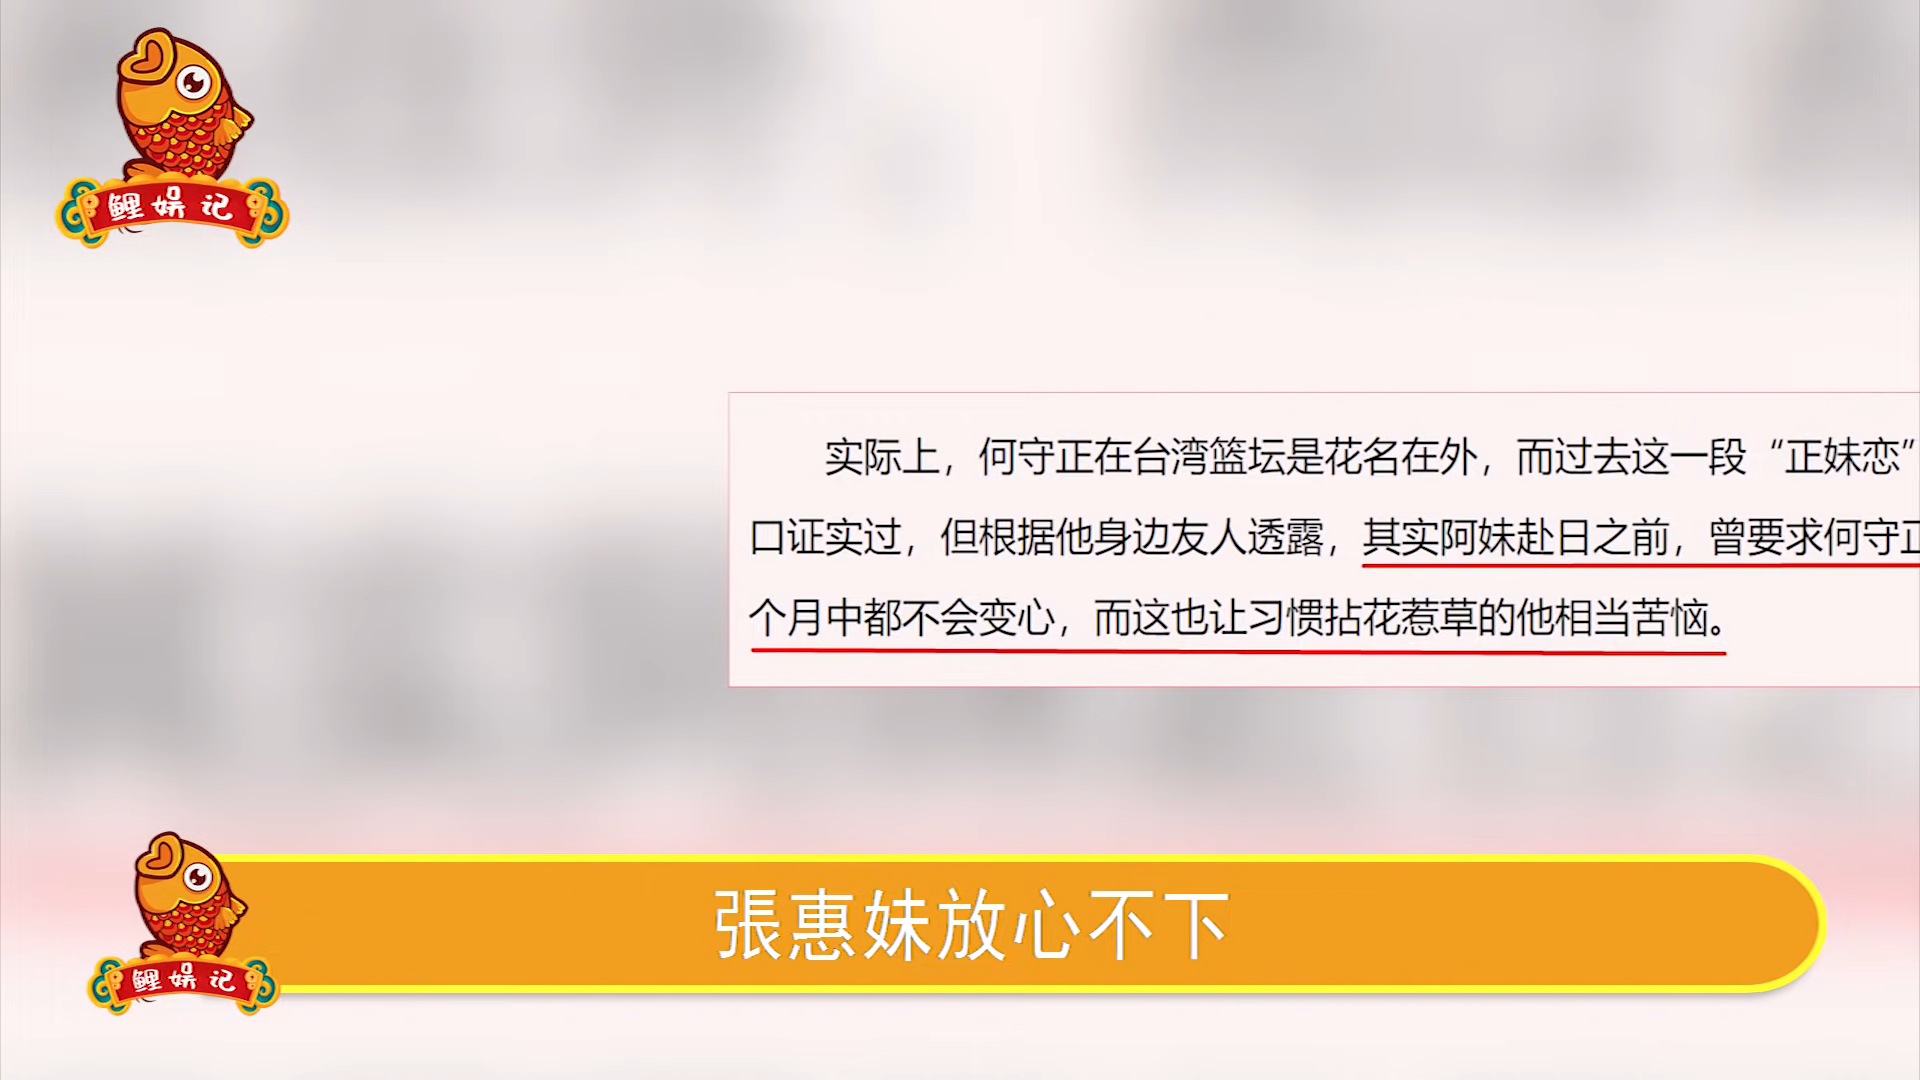 鲤娱记
实际上，何守正在台湾篮坛是花名在外，而过去这一段“正妹恋”
口证实过，但根据他身边友人透露，其实阿妹赴日之前，曾要求何守正
个月中都不会变心，而这也让习惯拈花惹草的他相当苦恼。
張惠妹放心不下
鲤娱记